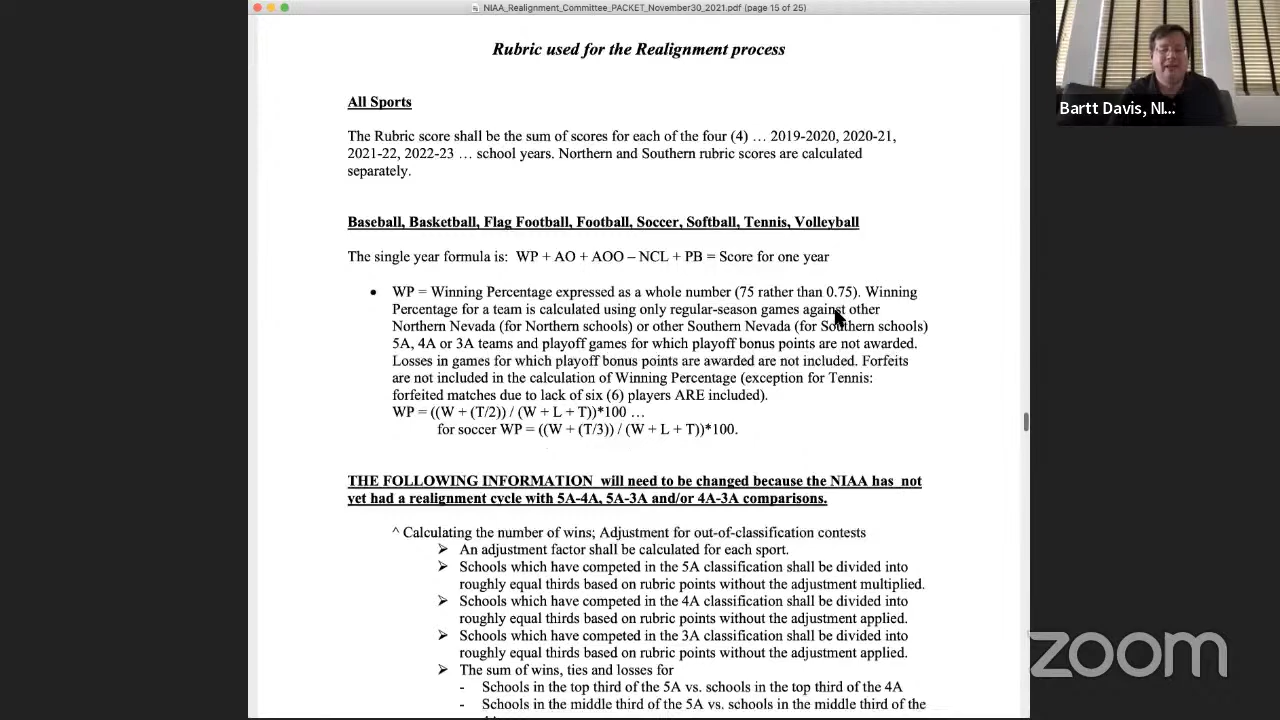 NIAA_Realignment_Committee_PACKET_November30_2021.pdf (page 15 of 25)
Rubric used for the Realignment process
All Sports
The Rubric score shall be the sum of scores for each of the four (4) … 2019-2020, 2020-21,
2021-22, 2022-23 … school years. Northern and Southern rubric scores are calculated
separately.
Baseball, Basketball, Flag Football, Football, Soccer, Softball, Tennis, Volleyball
The single year formula is: WP + AO + AOO – NCL + PB = Score for one year
• WP = Winning Percentage expressed as a whole number (75 rather than 0.75). Winning
Percentage for a team is calculated using only regular-season games against other
Northern Nevada (for Northern schools) or other Southern Nevada (for Southern schools)
5A, 4A or 3A teams and playoff games for which playoff bonus points are not awarded.
Losses in games for which playoff bonus points are awarded are not included. Forfeits
are not included in the calculation of Winning Percentage (exception for Tennis:
forfeited matches due to lack of six (6) players ARE included).
WP = ((W + (T/2)) / (W + L + T))*100 …
for soccer WP = ((W + (T/3)) / (W + L + T))*100.
THE FOLLOWING INFORMATION will need to be changed because the NIAA has not
yet had a realignment cycle with 5A-4A, 5A-3A and/or 4A-3A comparisons.
^ Calculating the number of wins; Adjustment for out-of-classification contests
➢ An adjustment factor shall be calculated for each sport.
➢ Schools which have competed in the 5A classification shall be divided into
roughly equal thirds based on rubric points without the adjustment multiplied.
➢ Schools which have competed in the 4A classification shall be divided into
roughly equal thirds based on rubric points without the adjustment applied.
➢ Schools which have competed in the 3A classification shall be divided into
roughly equal thirds based on rubric points without the adjustment applied.
➢ The sum of wins, ties and losses for
- Schools in the top third of the 5A vs. schools in the top third of the 4A
- Schools in the middle third of the 5A vs. schools in the middle third of the
Bartt Davis, NI...
zoom